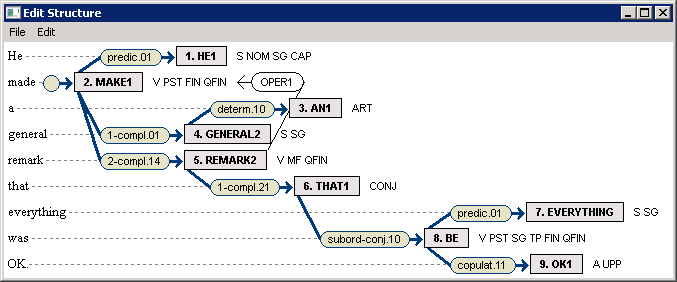 Edit Structure
File Edit
He predic.01 1. HE1 S NOM SG CAP
made 2. MAKE1 V PST FIN QFIN OPER1
a determ.10 3. AN1 ART
general 1-compl.01 4. GENERAL2 S SG
remark 2-compl.14 5. REMARK2 V MF QFIN
that 1-compl.21 6. THAT1 CONJ
everything predic.01 7. EVERYTHING S SG
was subord-conj.10 8. BE V PST SG TP FIN QFIN
OK. copulat.11 9. OK1 A UPP